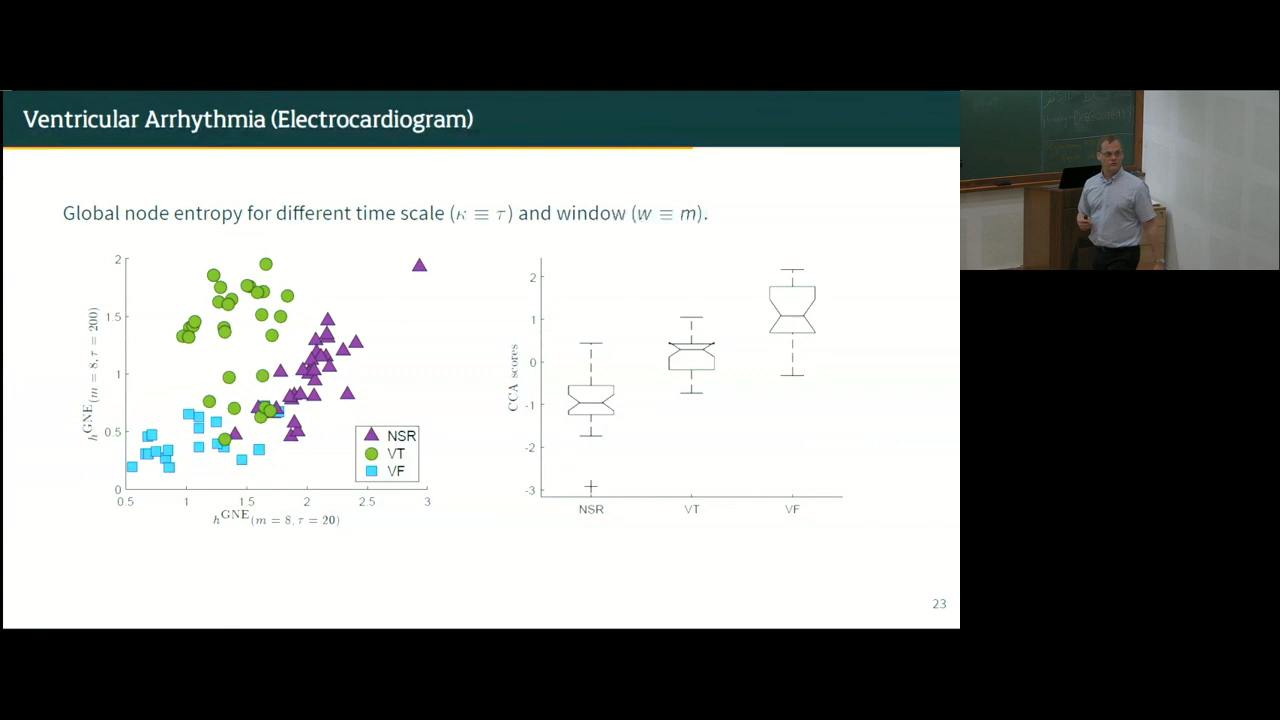 Ventricular Arrhythmia (Electrocardiogram)
Global node entropy for different time scale (κ ≡ τ) and window (w ≡ m).
2
1.5
1
0.5
0
0.5
1
1.5
2
2.5
3
h^GNE (m = 8, τ = 200)
h^GNE (m = 8, τ = 20)
NSR
VT
VF
2
1
0
-1
-2
-3
CCA scores
NSR
VT
VF
23